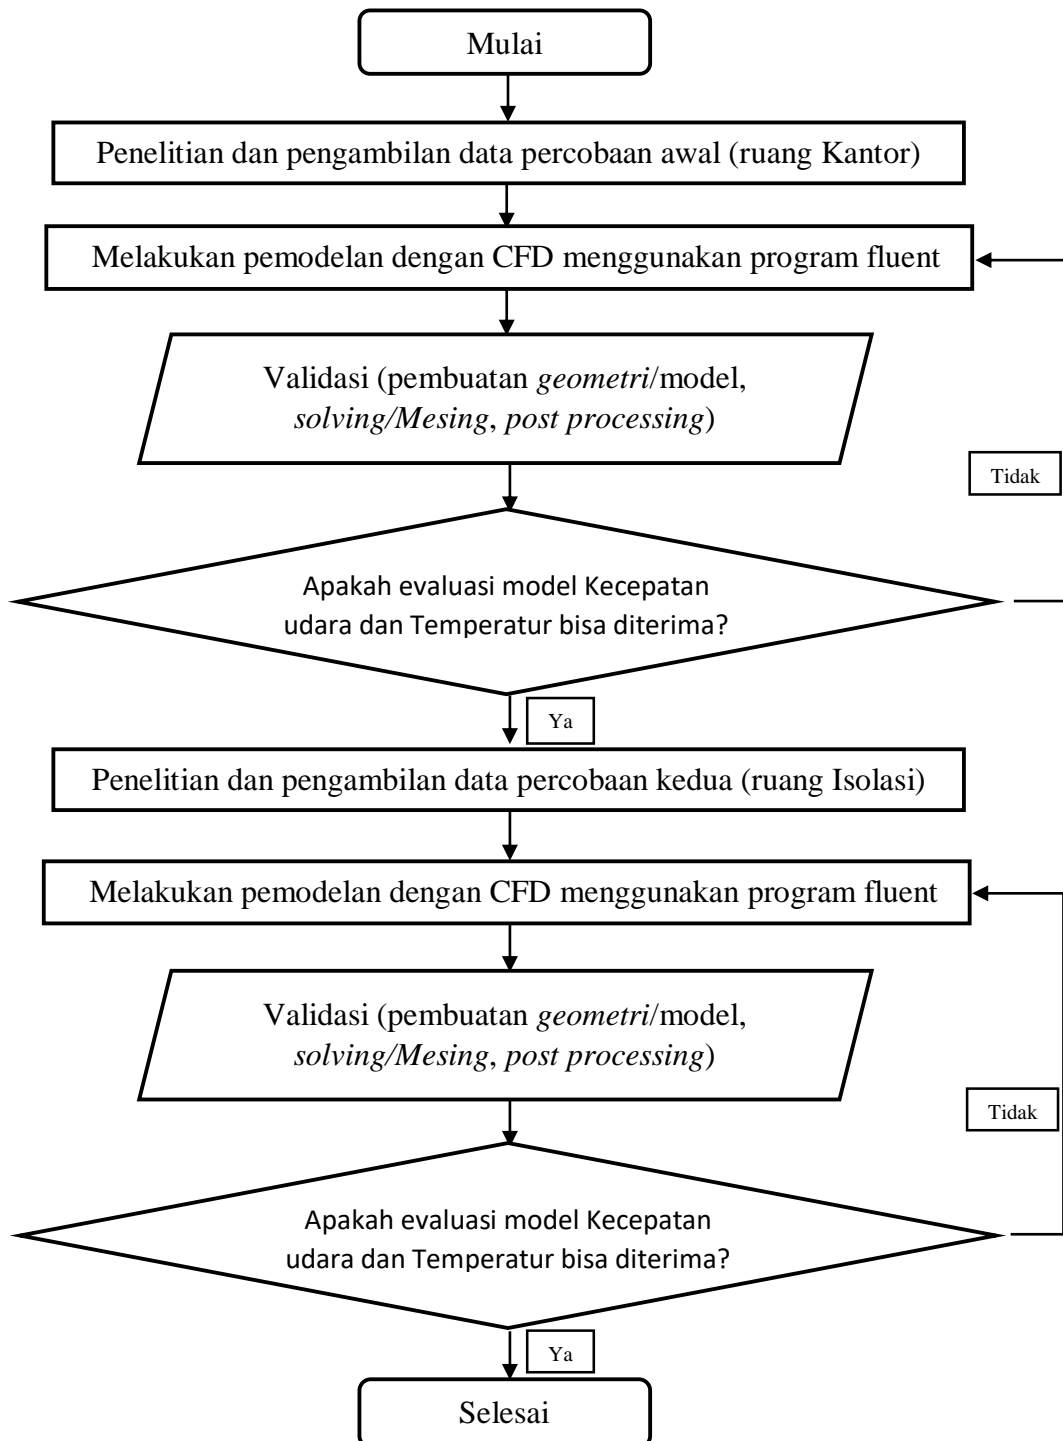 Mulai
Penelitian dan pengambilan data percobaan awal (ruang Kantor)
Melakukan pemodelan dengan CFD menggunakan program fluent
Validasi (pembuatan geometri/model,
solving/Mesing, post processing)
Tidak
Apakah evaluasi model Kecepatan
udara dan Temperatur bisa diterima?
Ya
Penelitian dan pengambilan data percobaan kedua (ruang Isolasi)
Melakukan pemodelan dengan CFD menggunakan program fluent
Validasi (pembuatan geometri/model,
solving/Mesing, post processing)
Tidak
Apakah evaluasi model Kecepatan
udara dan Temperatur bisa diterima?
Ya
Selesai